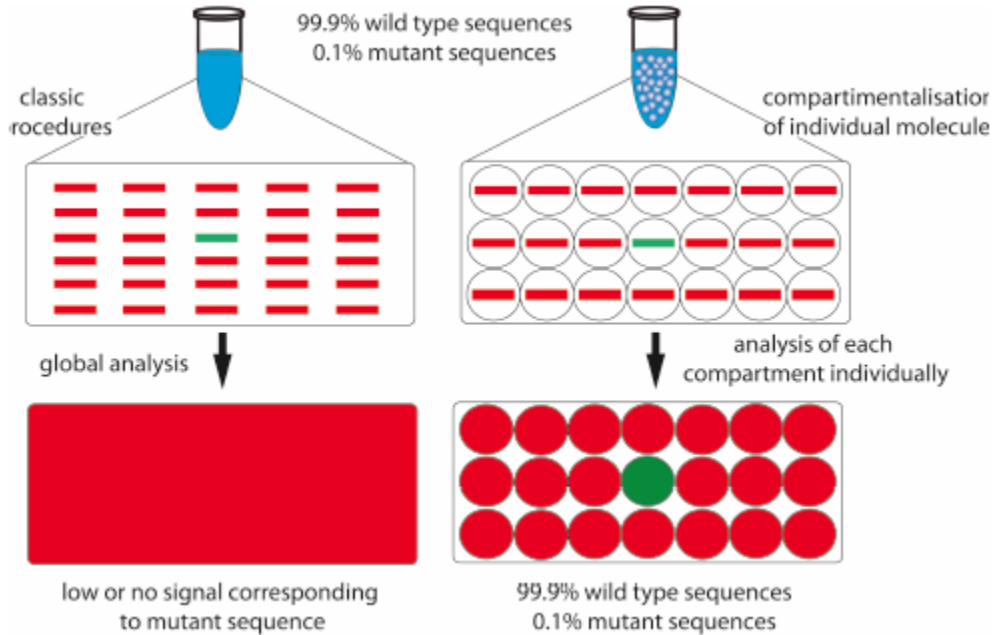 99.9% wild type sequences
0.1% mutant sequences
classic
rocedures
compartimentalisation
of individual molecule
global analysis
analysis of each
compartment individually
low or no signal corresponding
to mutant sequence
99.9% wild type sequences
0.1% mutant sequences